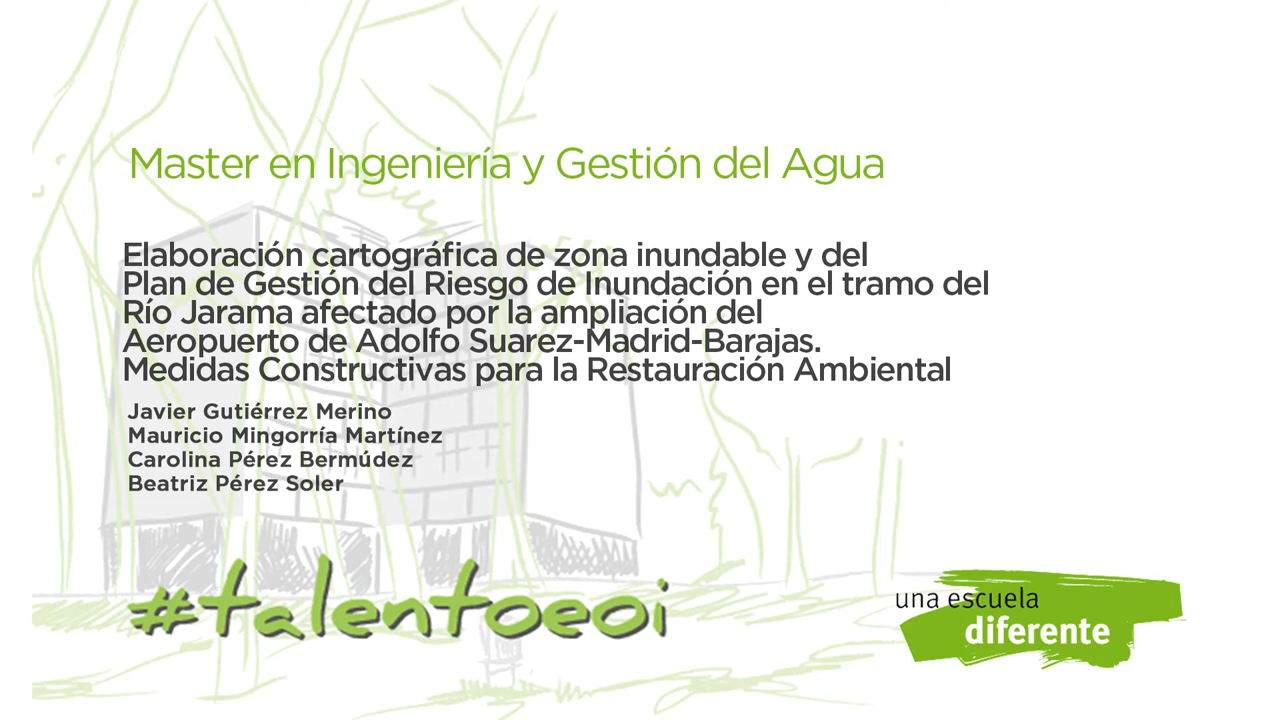 Master en Ingeniería y Gestión del Agua
Elaboración cartográfica de zona inundable y del
Plan de Gestión del Riesgo de Inundación en el tramo del
Río Jarama afectado por la ampliación del
Aeropuerto de Adolfo Suarez-Madrid-Barajas.
Medidas Constructivas para la Restauración Ambiental
Javier Gutiérrez Merino
Mauricio Mingorría Martínez
Carolina Pérez Bermúdez
Beatriz Pérez Soler
#talentoeoi
una escuela
diferente